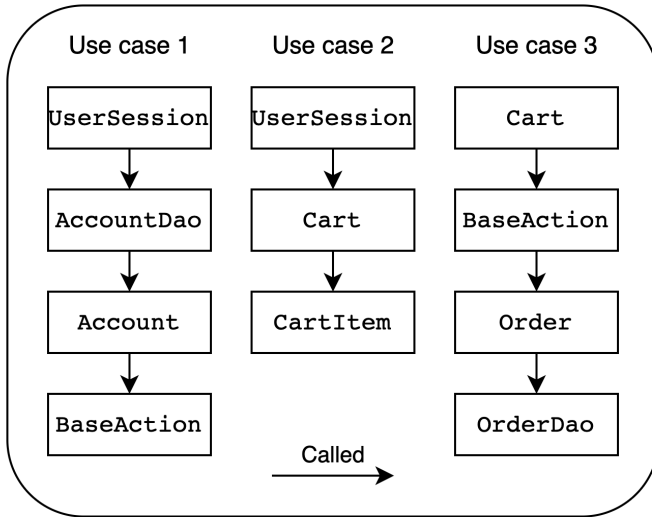 Use case 1
Use case 2
Use case 3
UserSession
UserSession
Cart
AccountDao
Cart
BaseAction
Account
CartItem
Order
BaseAction
OrderDao
Called